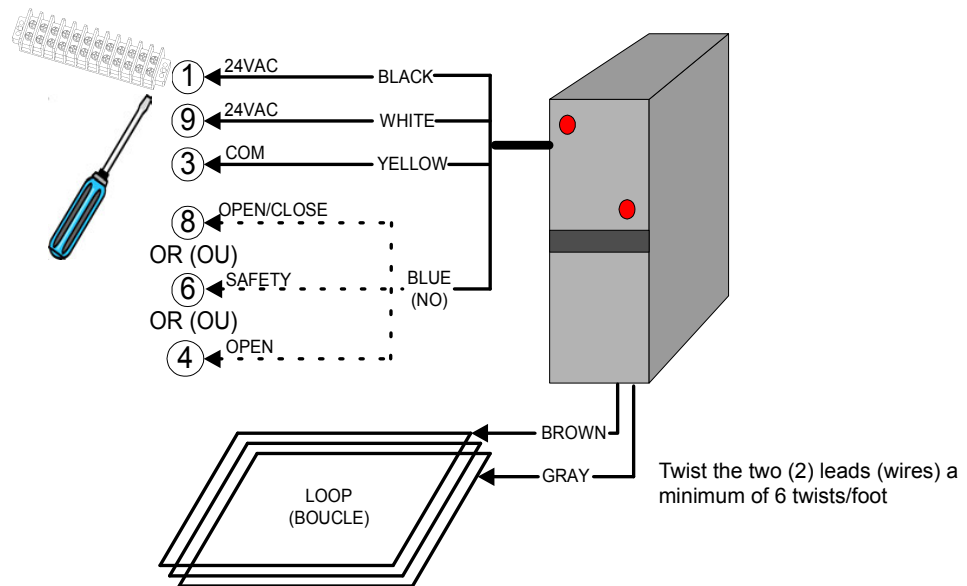 1 24VAC BLACK
9 24VAC WHITE
3 COM YELLOW
8 OPEN/CLOSE
OR (OU)
6 SAFETY BLUE
(NO)
OR (OU)
4 OPEN
BROWN
GRAY
LOOP
(BOUCLE)
Twist the two (2) leads (wires) a
minimum of 6 twists/foot